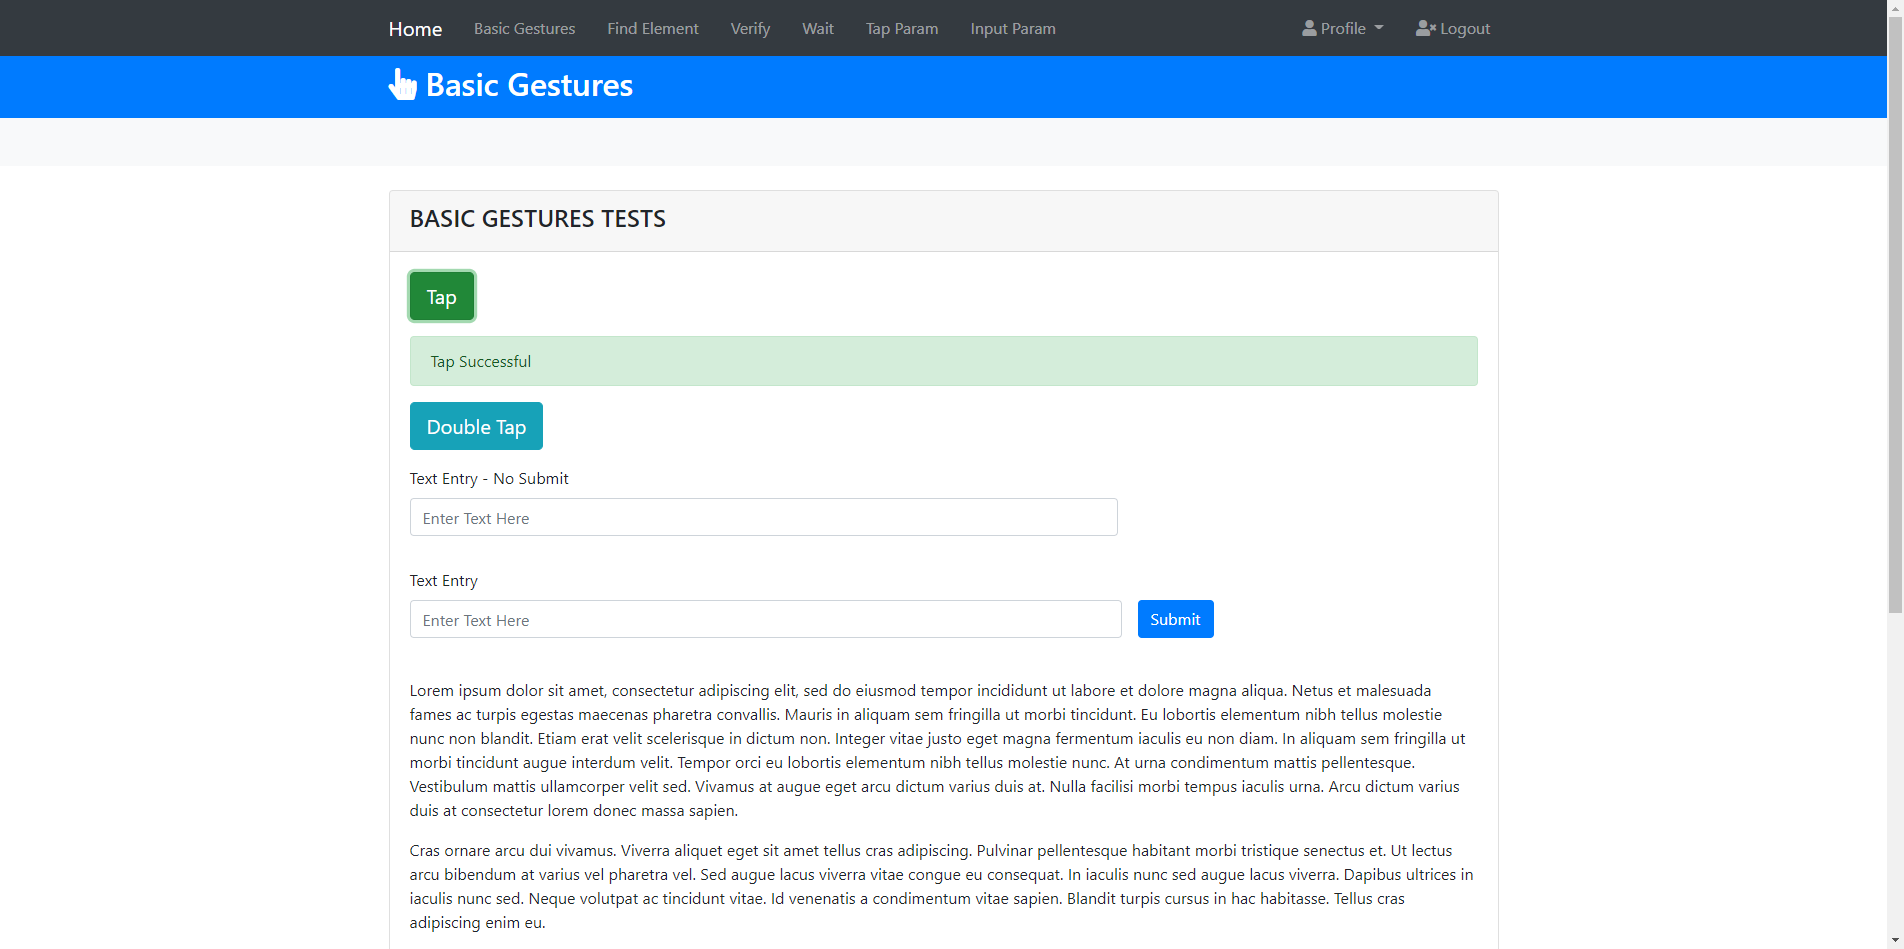 Home Basic Gestures Find Element Verify Wait Tap Param Input Param Profile Logout
Basic Gestures
BASIC GESTURES TESTS
Tap
Tap Successful
Double Tap
Text Entry - No Submit
Enter Text Here
Text Entry
Enter Text Here Submit
Lorem ipsum dolor sit amet, consectetur adipiscing elit, sed do eiusmod tempor incididunt ut labore et dolore magna aliqua. Netus et malesuada
fames ac turpis egestas maecenas pharetra convallis. Mauris in aliquam sem fringilla ut morbi tincidunt. Eu lobortis elementum nibh tellus molestie
nunc non blandit. Etiam erat velit scelerisque in dictum non. Integer vitae justo eget magna fermentum iaculis eu non diam. In aliquam sem fringilla ut
morbi tincidunt augue interdum velit. Tempor orci eu lobortis elementum nibh tellus molestie nunc. At urna condimentum mattis pellentesque.
Vestibulum mattis ullamcorper velit sed. Vivamus at augue eget arcu dictum varius duis at. Nulla facilisi morbi tempus iaculis urna. Arcu dictum varius
duis at consectetur lorem donec massa sapien.
Cras ornare arcu dui vivamus. Viverra aliquet eget sit amet tellus cras adipiscing. Pulvinar pellentesque habitant morbi tristique senectus et. Ut lectus
arcu bibendum at varius vel pharetra vel. Sed augue lacus viverra vitae congue eu consequat. In iaculis nunc sed augue lacus viverra. Dapibus ultrices in
iaculis nunc sed. Neque volutpat ac tincidunt vitae. Id venenatis a condimentum vitae sapien. Blandit turpis cursus in hac habitasse. Tellus cras
adipiscing enim eu.